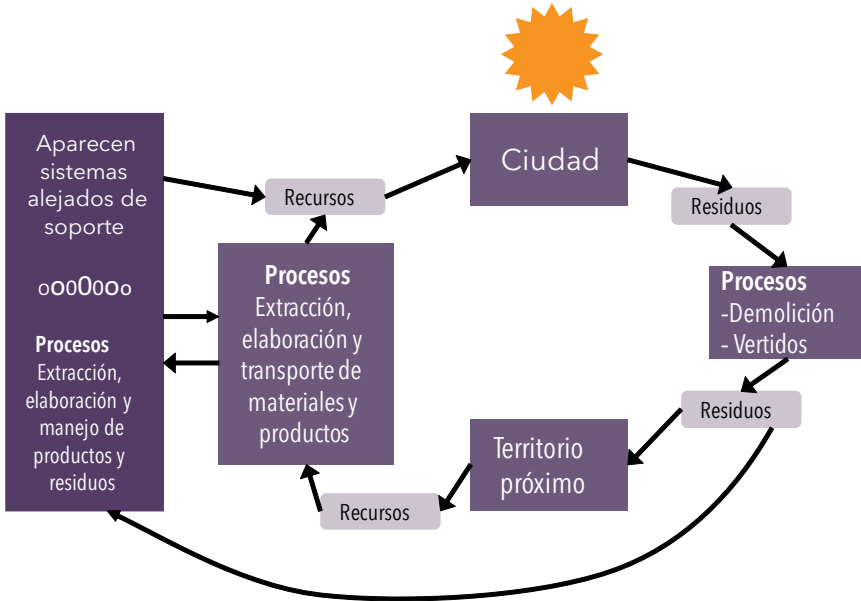 Aparecen
sistemas
alejados de
soporte
oooOooo
Procesos
Extracción,
elaboración y
manejo de
productos y
residuos
Recursos
Procesos
Extracción,
elaboración y
transporte de
materiales y
productos
Ciudad
Residuos
Procesos
-Demolición
- Vertidos
Residuos
Territorio
próximo
Recursos